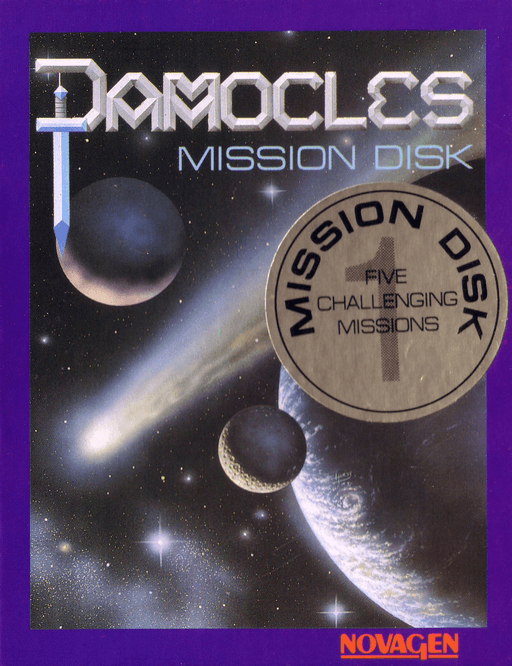 DAMOCLES
MISSION DISK
MISSION DISK
1
FIVE
CHALLENGING
MISSIONS
NOVAGEN